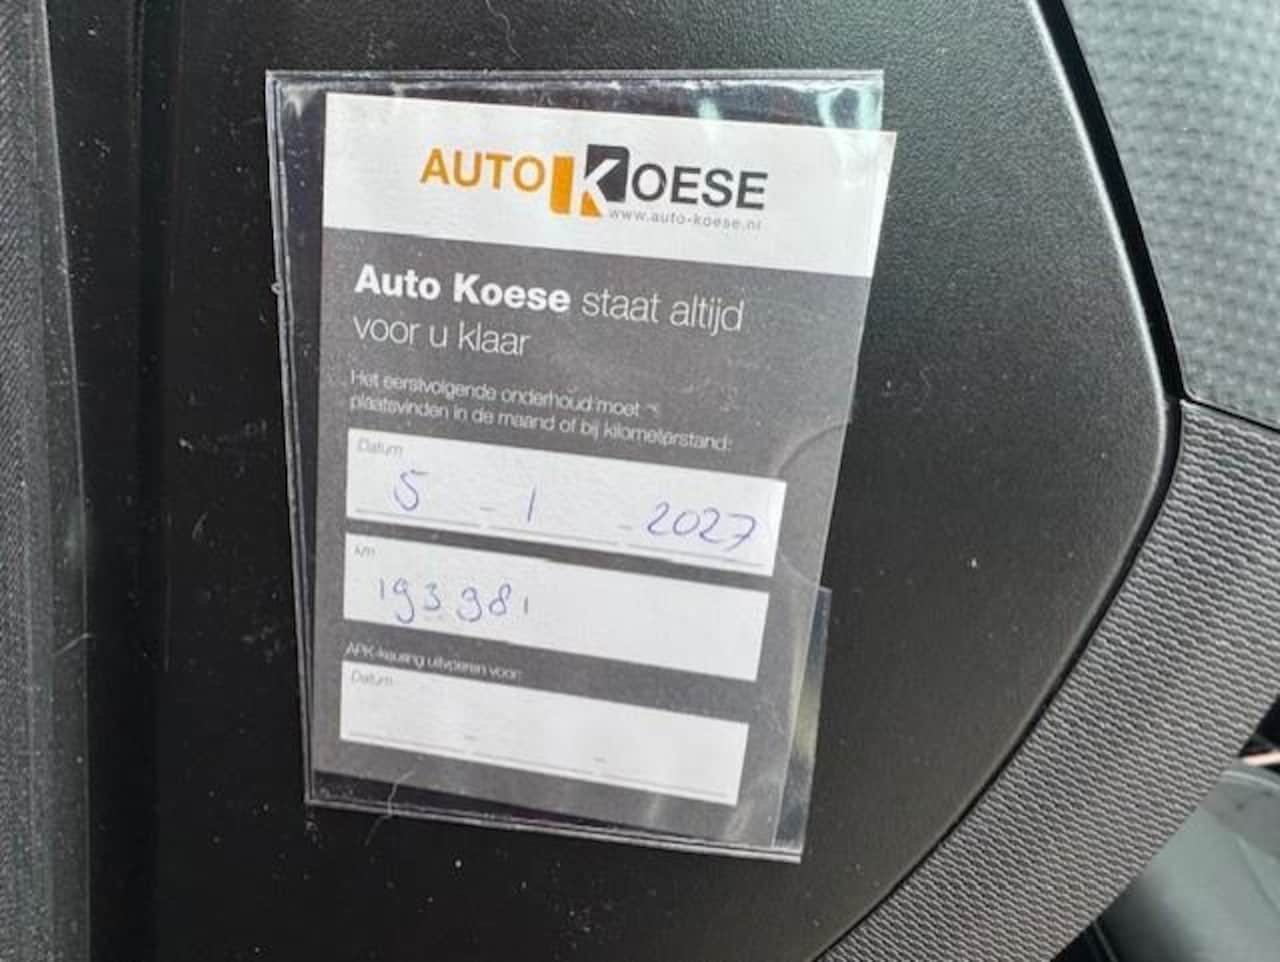 AUTO KOESE
www.auto-koese.nl
Auto Koese staat altijd
voor u klaar
Het eerstvolgende onderhoud moet
plaatsvinden in de maand of bij kilometerstand:
Datum
5 - 1 - 2027
km
193981
APK-keuring uitvoeren voor:
Datum
- -